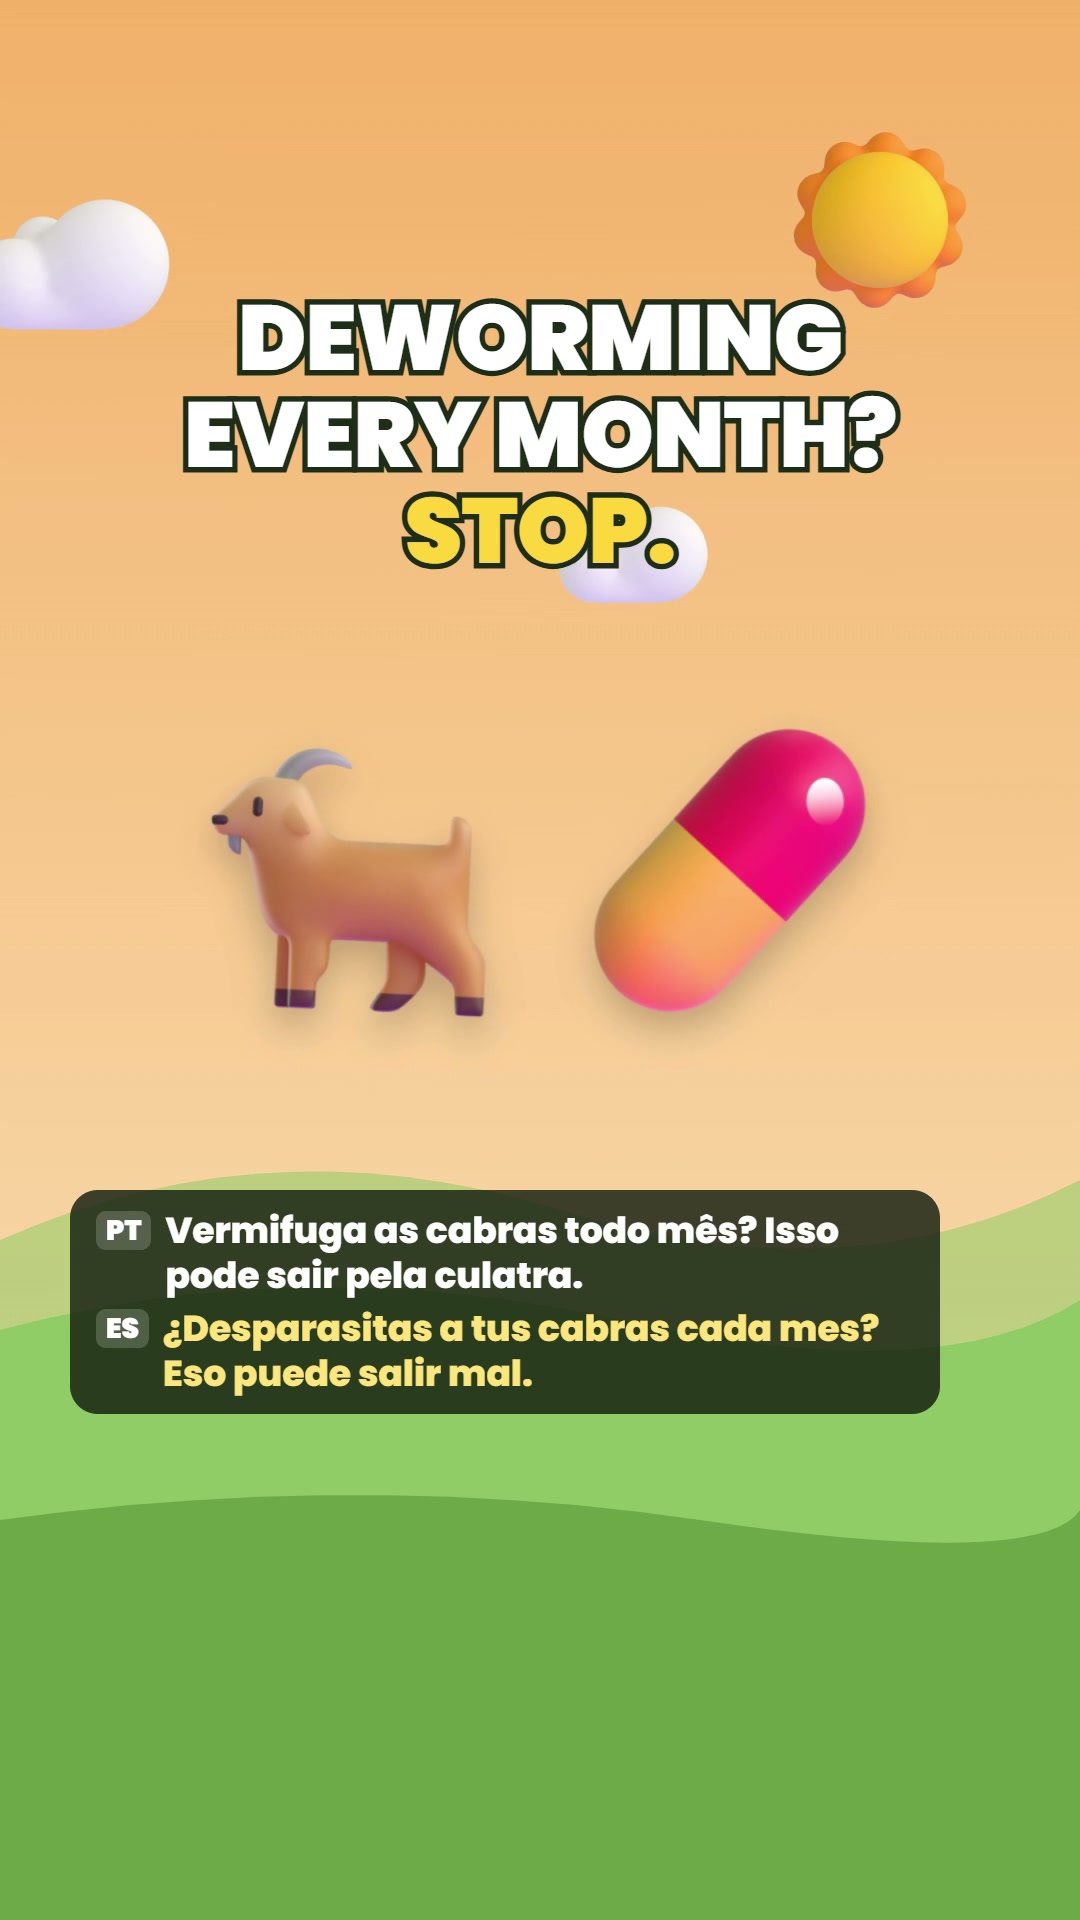 DEWORMING
EVERY MONTH?
STOP.
PT Vermifuga as cabras todo mês? Isso
pode sair pela culatra.
ES ¿Desparasitas a tus cabras cada mes?
Eso puede salir mal.